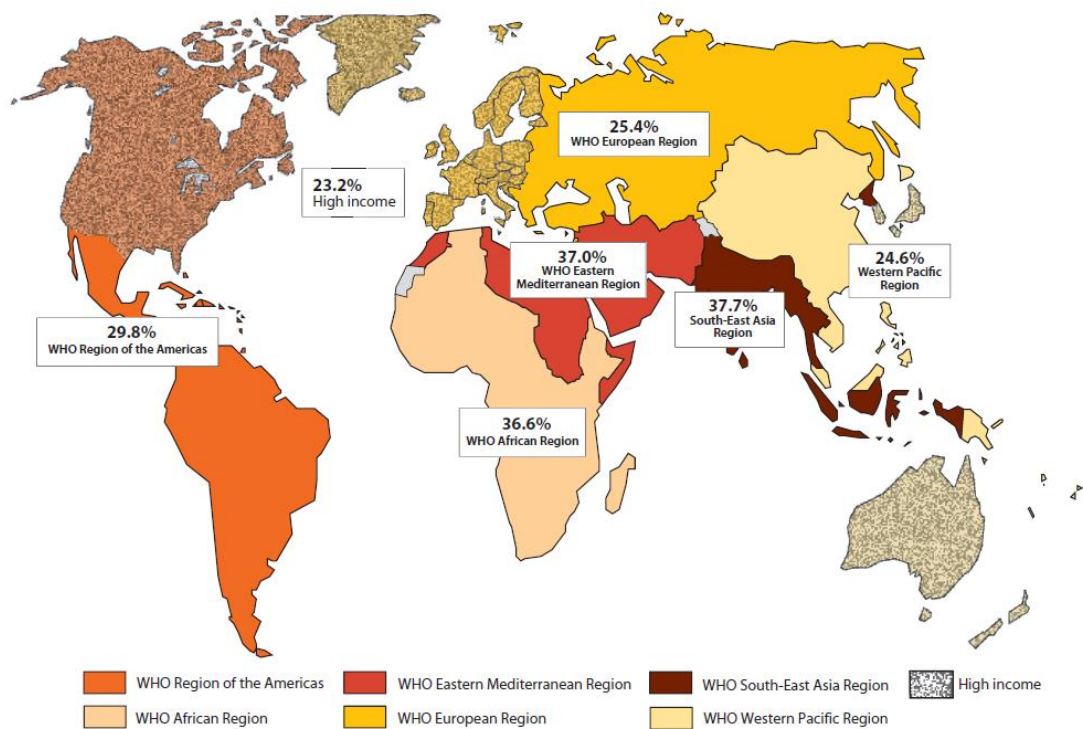 25.4%
WHO European Region
23.2%
High income
37.0%
WHO Eastern
Mediterranean Region
24.6%
Western Pacific
Region
37.7%
South-East Asia
Region
29.8%
WHO Region of the Americas
36.6%
WHO African Region
WHO Region of the Americas
WHO Eastern Mediterranean Region
WHO South-East Asia Region
High income
WHO African Region
WHO European Region
WHO Western Pacific Region